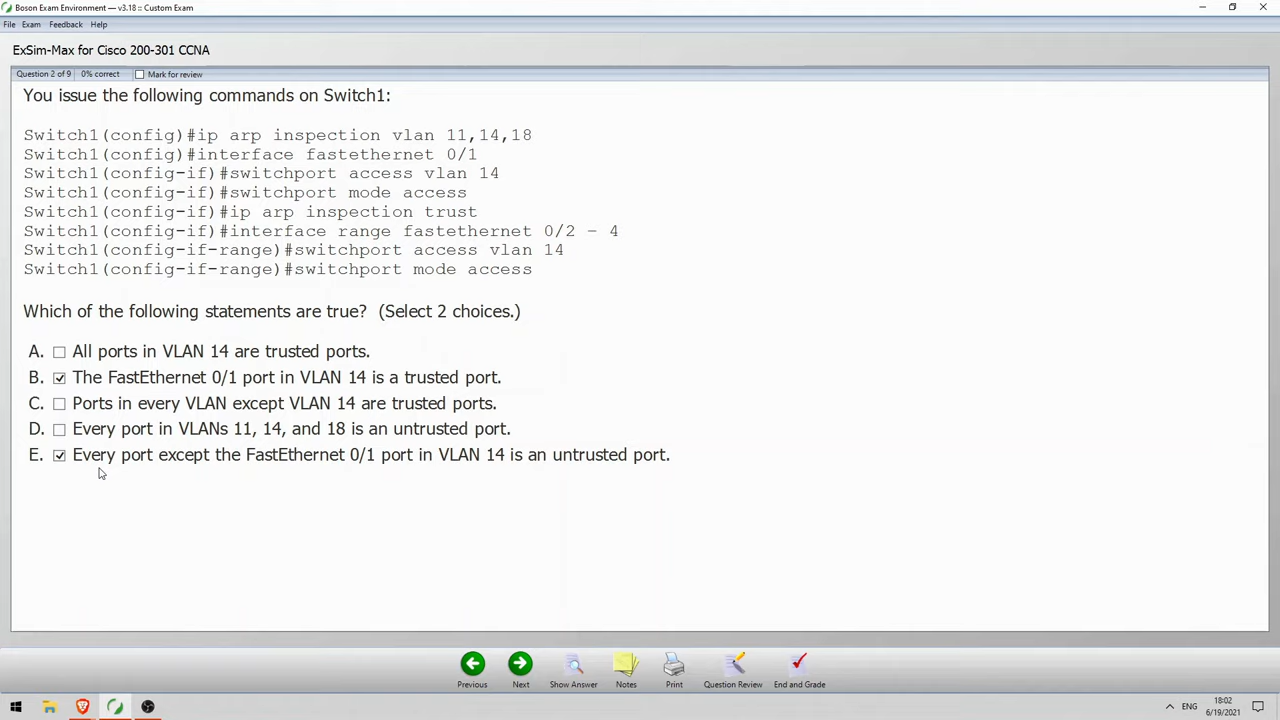 Boson Exam Environment — v3.18 :: Custom Exam
File Exam Feedback Help
ExSim-Max for Cisco 200-301 CCNA
Question 2 of 9 0% correct Mark for review
You issue the following commands on Switch1:
Switch1(config)#ip arp inspection vlan 11,14,18
Switch1(config)#interface fastethernet 0/1
Switch1(config-if)#switchport access vlan 14
Switch1(config-if)#switchport mode access
Switch1(config-if)#ip arp inspection trust
Switch1(config-if)#interface range fastethernet 0/2 – 4
Switch1(config-if-range)#switchport access vlan 14
Switch1(config-if-range)#switchport mode access
Which of the following statements are true? (Select 2 choices.)
A. All ports in VLAN 14 are trusted ports.
B. The FastEthernet 0/1 port in VLAN 14 is a trusted port.
C. Ports in every VLAN except VLAN 14 are trusted ports.
D. Every port in VLANs 11, 14, and 18 is an untrusted port.
E. Every port except the FastEthernet 0/1 port in VLAN 14 is an untrusted port.
Previous Next Show Answer Notes Print Question Review End and Grade
ENG 18:02
6/19/2021